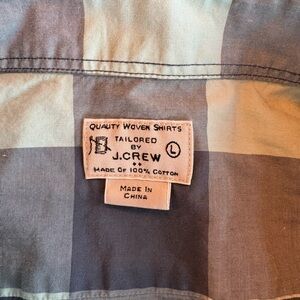 QUALITY WOVEN SHIRTS
TAILORED
BY
J.CREW
L
MADE OF 100% COTTON
MADE IN
CHINA